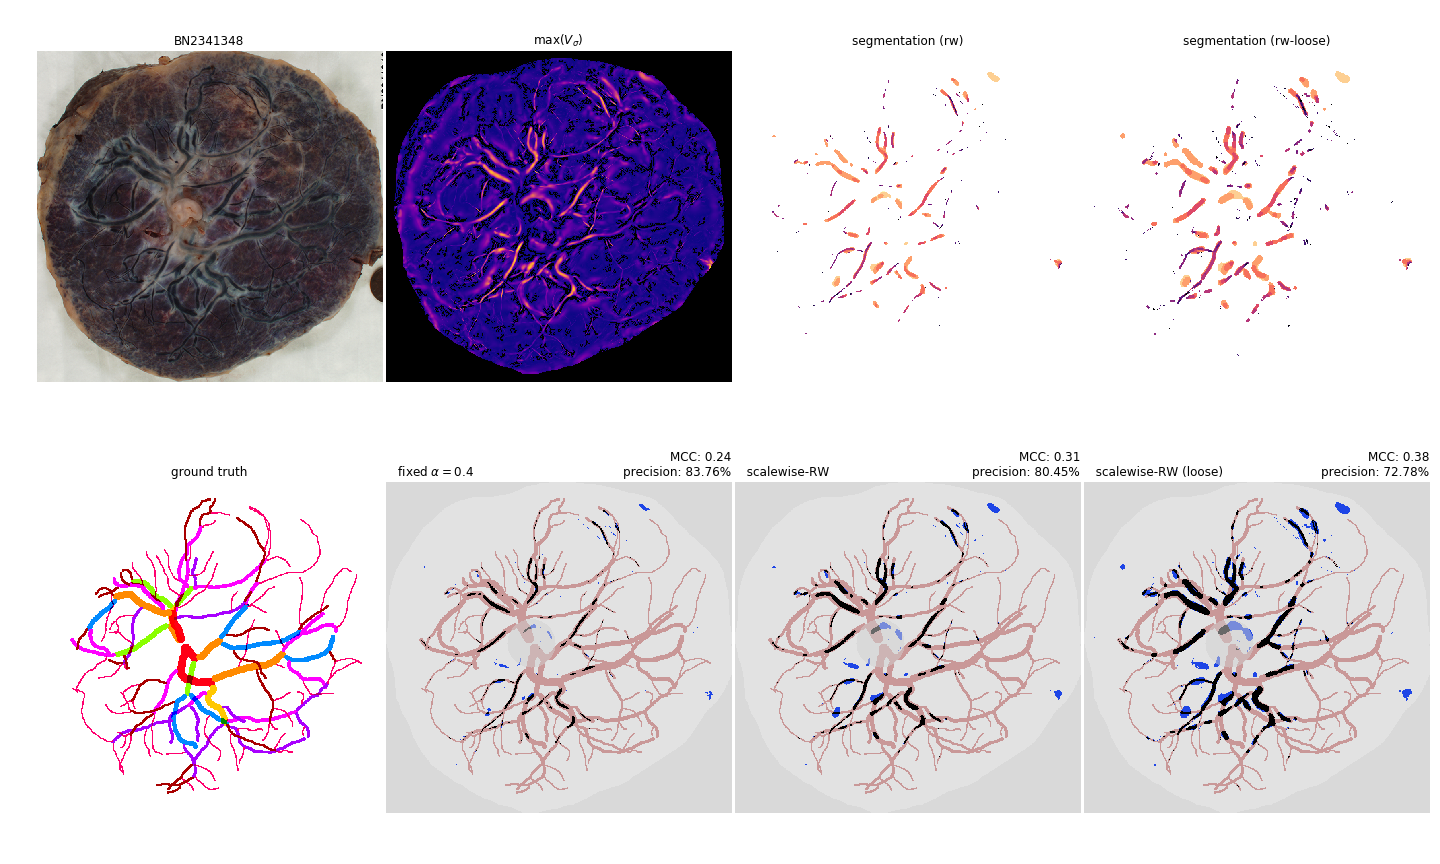 BN2341348
max(V_σ)
segmentation (rw)
segmentation (rw-loose)
ground truth
fixed α = 0.4
MCC: 0.24
precision: 83.76%
scalewise-RW
MCC: 0.31
precision: 80.45%
scalewise-RW (loose)
MCC: 0.38
precision: 72.78%